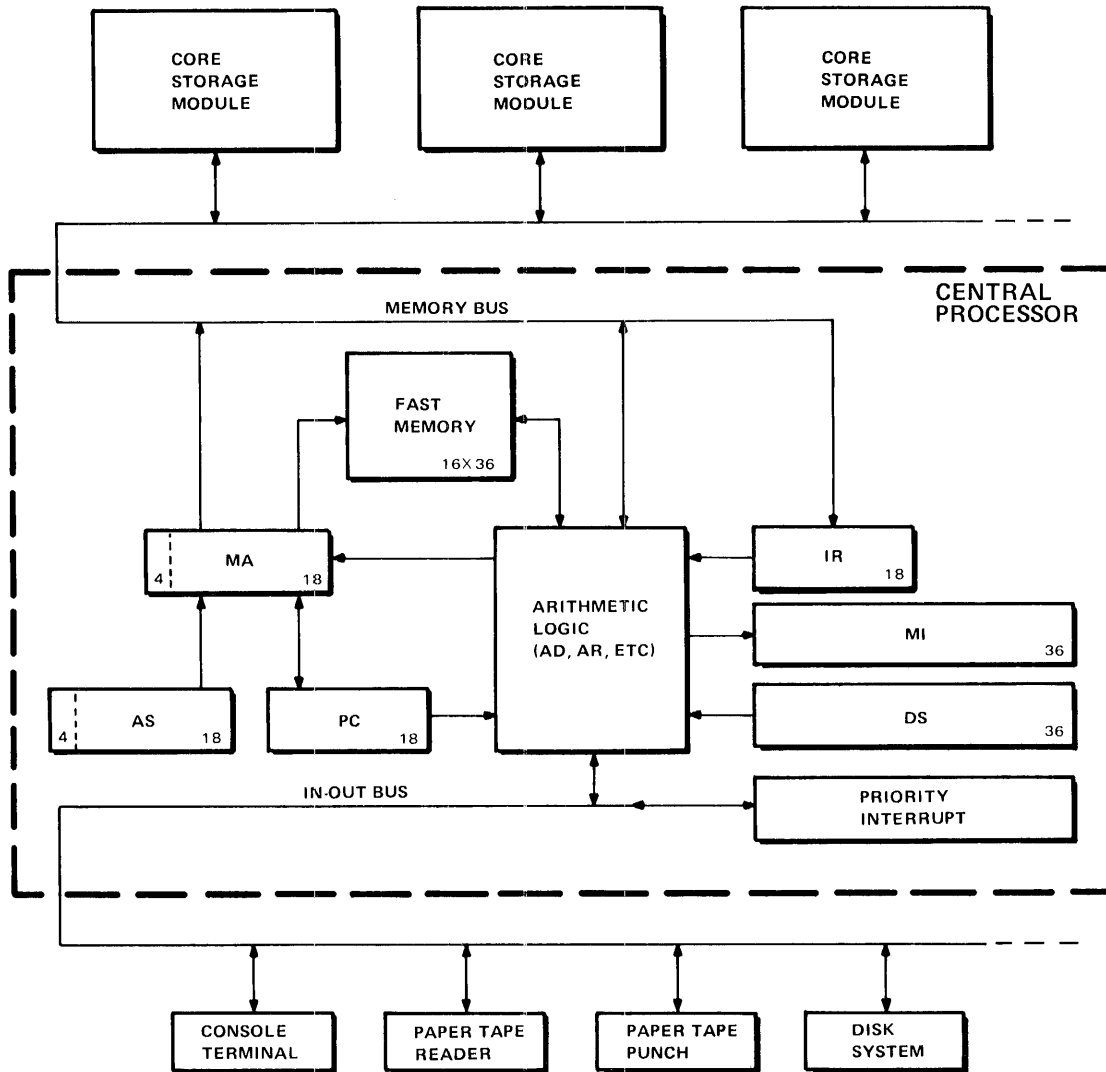 CORE
STORAGE
MODULE
CORE
STORAGE
MODULE
CORE
STORAGE
MODULE
CENTRAL
PROCESSOR
MEMORY BUS
FAST
MEMORY
16X36
MA
4
18
IR
18
ARITHMETIC
LOGIC
(AD, AR, ETC)
MI
36
AS
4
18
PC
18
DS
36
IN-OUT BUS
PRIORITY
INTERRUPT
CONSOLE
TERMINAL
PAPER TAPE
READER
PAPER TAPE
PUNCH
DISK
SYSTEM